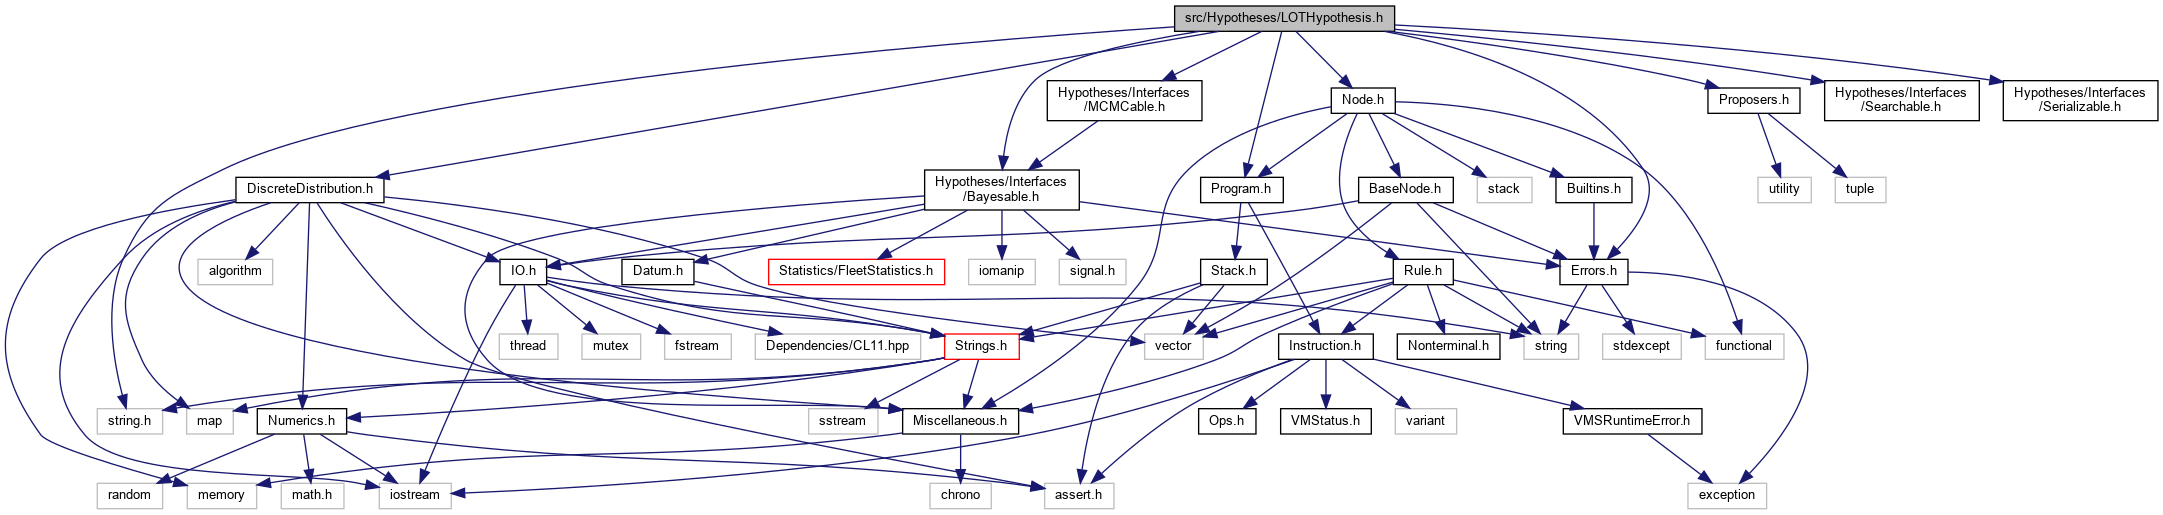 src/Hypotheses/LOTHypothesis.h
Hypotheses/Interfaces
/MCMCable.h
Node.h
Proposers.h
Hypotheses/Interfaces
/Searchable.h
Hypotheses/Interfaces
/Serializable.h
DiscreteDistribution.h
Hypotheses/Interfaces
/Bayesable.h
Program.h
BaseNode.h
stack
Builtins.h
utility
tuple
algorithm
IO.h
Datum.h
Statistics/FleetStatistics.h
iomanip
signal.h
Stack.h
Rule.h
Errors.h
thread
mutex
fstream
Dependencies/CL11.hpp
Strings.h
vector
Instruction.h
Nonterminal.h
string
stdexcept
functional
string.h
map
Numerics.h
sstream
Miscellaneous.h
Ops.h
VMStatus.h
variant
VMSRuntimeError.h
random
memory
math.h
iostream
chrono
assert.h
exception